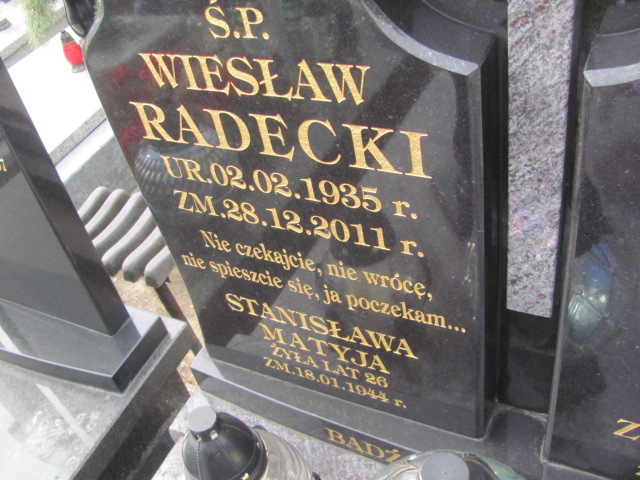 Ś.P.
WIESŁAW
RADECKI
UR.02.02.1935 r.
ZM.28.12.2011 r.
Nie czekajcie, nie wrócę,
nie spieszcie się, ja poczekam...
STANISŁAWA
MATYJA
ŻYŁA LAT 26
ZM.18.01.1944 r.
BĄDŹ